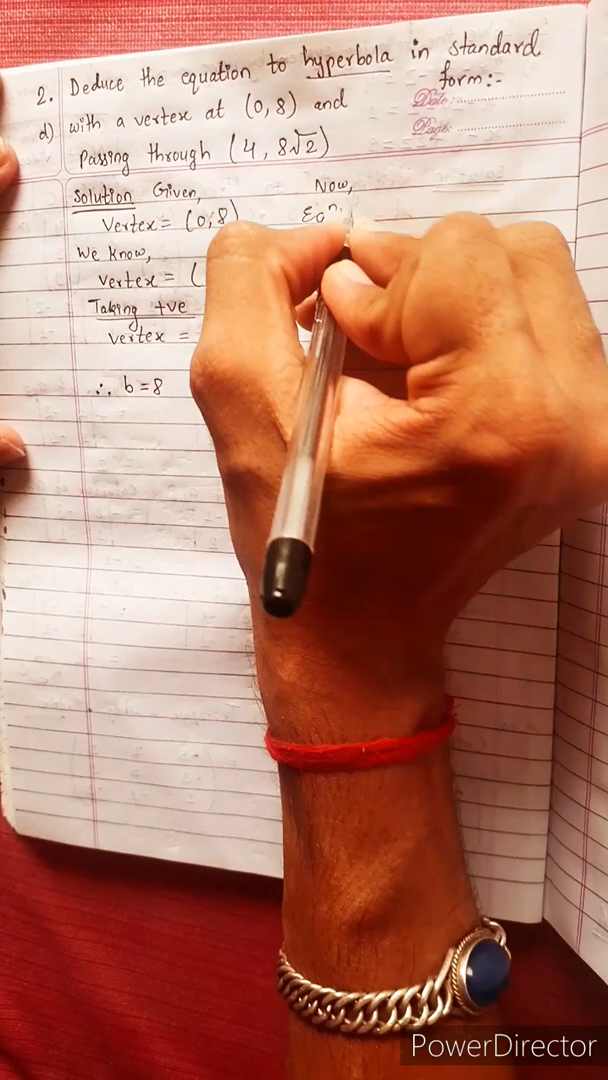 2. Deduce the equation to hyperbola in standard form:-
d) with a vertex at (0,8) and
Passing through (4, 8√2)
Date:
Page:
Solution Given,
Vertex = (0,8)
We know,
vertex = (
Taking +ve
vertex =
∴ b = 8
Now,
Eqⁿ
PowerDirector